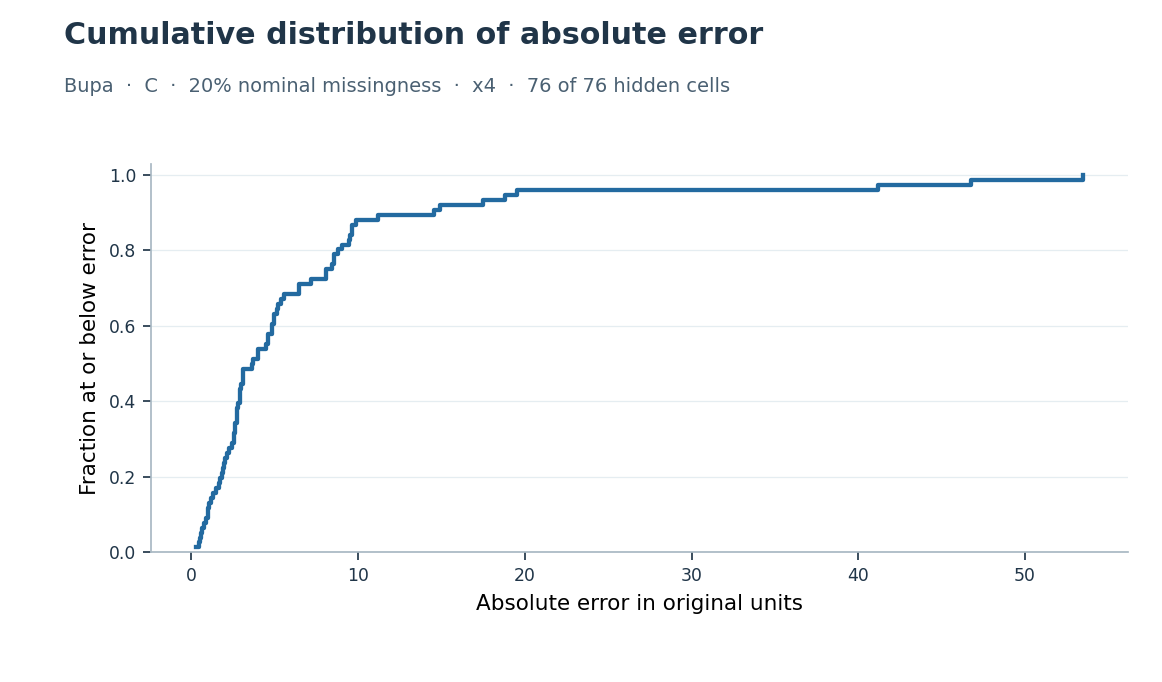 Cumulative distribution of absolute error
Bupa · C · 20% nominal missingness · x4 · 76 of 76 hidden cells
1.0
0.8
0.6
0.4
0.2
0.0
Fraction at or below error
0 10 20 30 40 50
Absolute error in original units